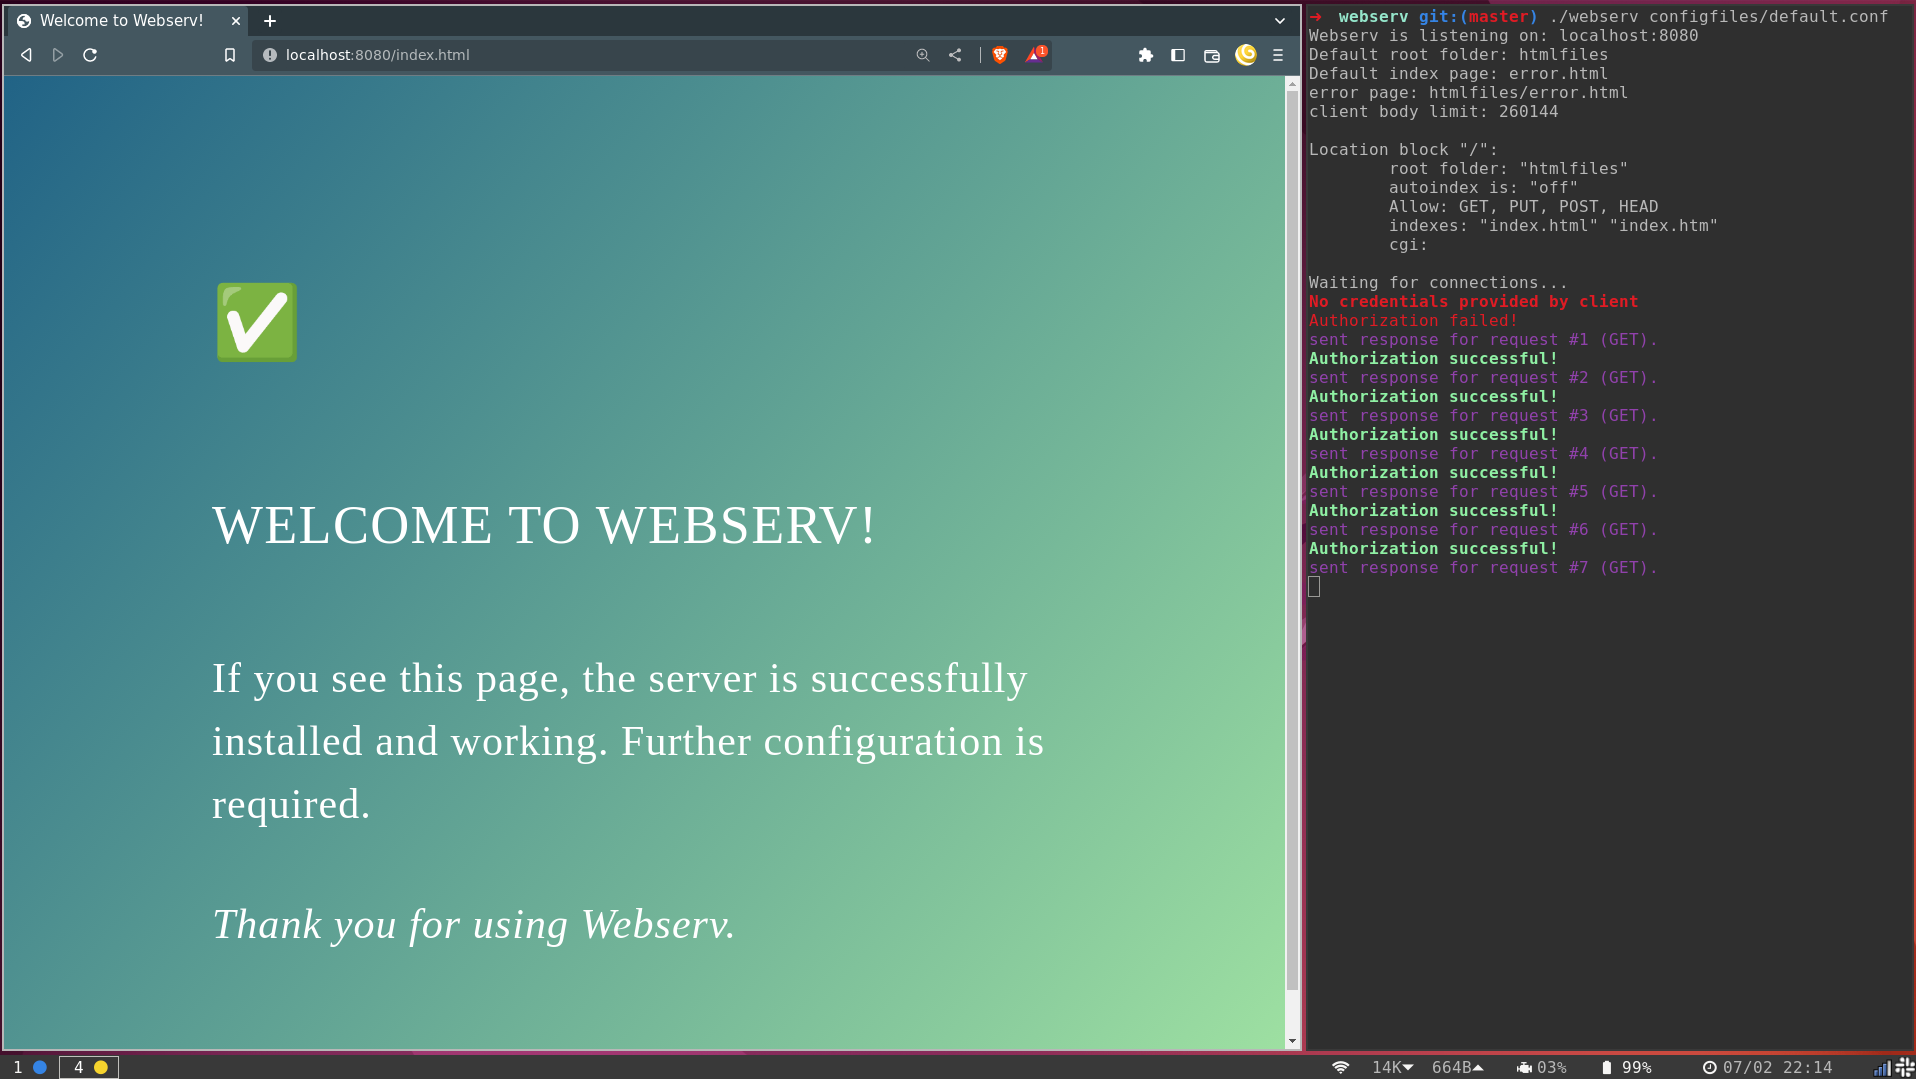 Welcome to Webserv!
localhost:8080/index.html
1
WELCOME TO WEBSERV!
If you see this page, the server is successfully
installed and working. Further configuration is
required.
Thank you for using Webserv.
➜ webserv git:(master) ./webserv configfiles/default.conf
Webserv is listening on: localhost:8080
Default root folder: htmlfiles
Default index page: error.html
error page: htmlfiles/error.html
client body limit: 260144
Location block "/":
root folder: "htmlfiles"
autoindex is: "off"
Allow: GET, PUT, POST, HEAD
indexes: "index.html" "index.htm"
cgi:
Waiting for connections...
No credentials provided by client
Authorization failed!
sent response for request #1 (GET).
Authorization successful!
sent response for request #2 (GET).
Authorization successful!
sent response for request #3 (GET).
Authorization successful!
sent response for request #4 (GET).
Authorization successful!
sent response for request #5 (GET).
Authorization successful!
sent response for request #6 (GET).
Authorization successful!
sent response for request #7 (GET).
1 4 14K 664B 03% 99% 07/02 22:14